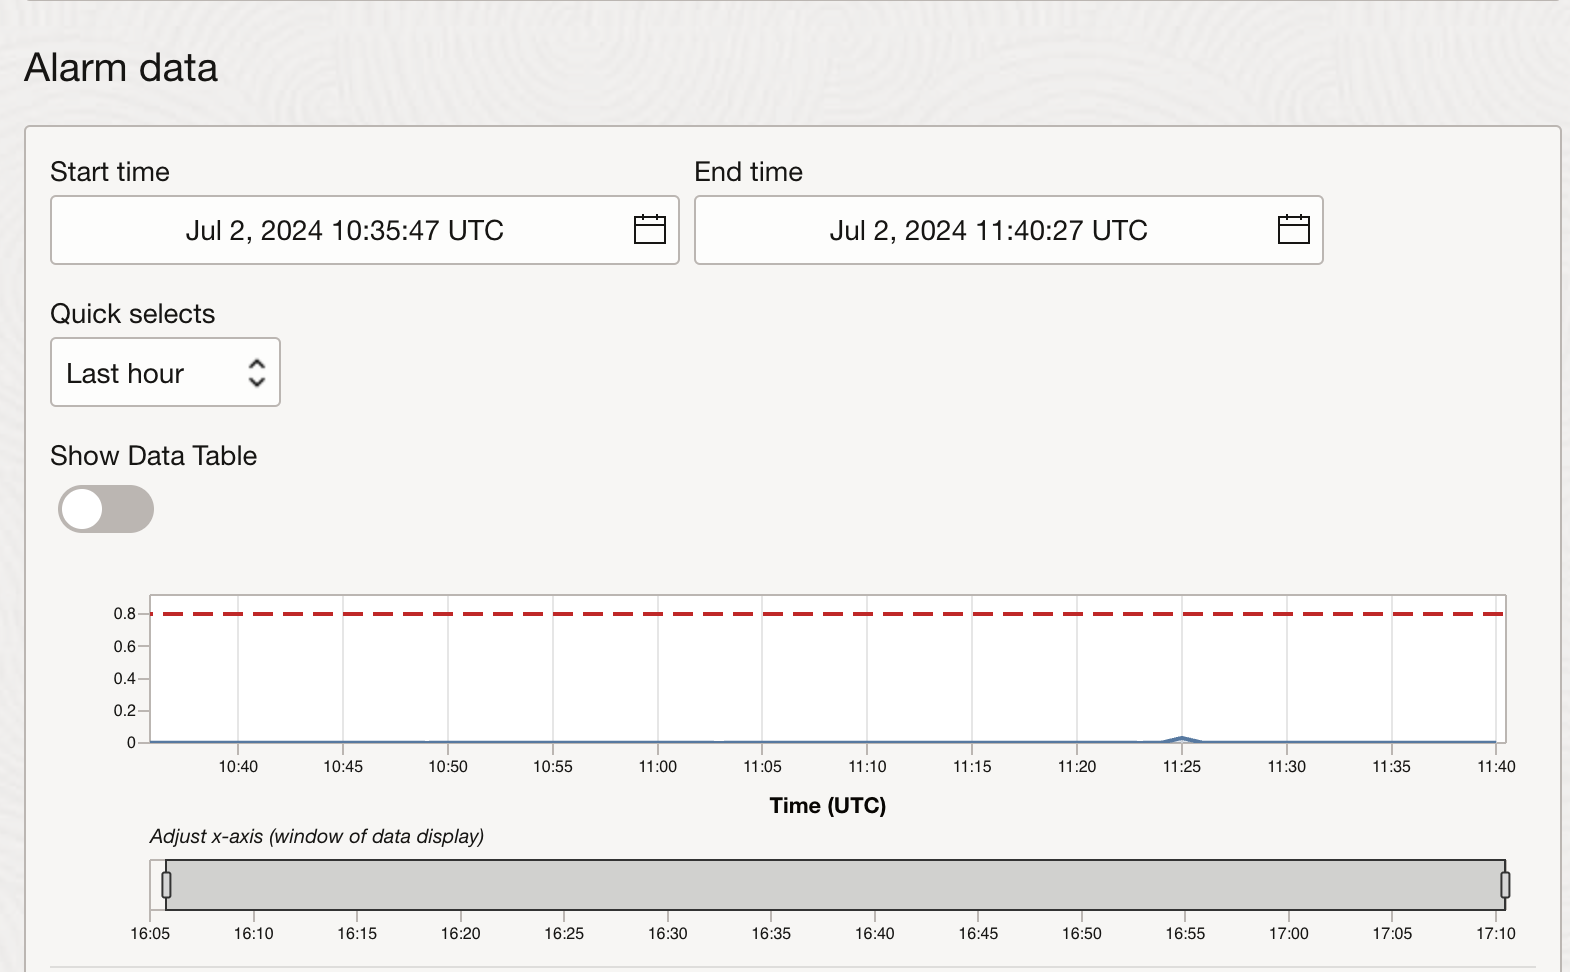 Alarm data
Start time
End time
Jul 2, 2024 10:35:47 UTC
Jul 2, 2024 11:40:27 UTC
Quick selects
Last hour
Show Data Table
0.8
0.6
0.4
0.2
0
10:40 10:45 10:50 10:55 11:00 11:05 11:10 11:15 11:20 11:25 11:30 11:35 11:40
Time (UTC)
Adjust x-axis (window of data display)
16:05 16:10 16:15 16:20 16:25 16:30 16:35 16:40 16:45 16:50 16:55 17:00 17:05 17:10